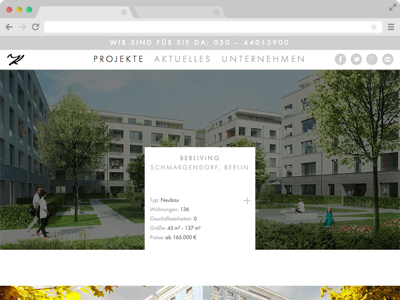 WIR SIND FÜR SIE DA: 030 – 44013900
PROJEKTE AKTUELLES UNTERNEHMEN
BERLIVING
SCHMARGENDORF, BERLIN
Typ: Neubau
Wohnungen: 136
Geschäftseinheiten: 0
Größe: 45 m² - 137 m²
Preise: ab 165.000 €